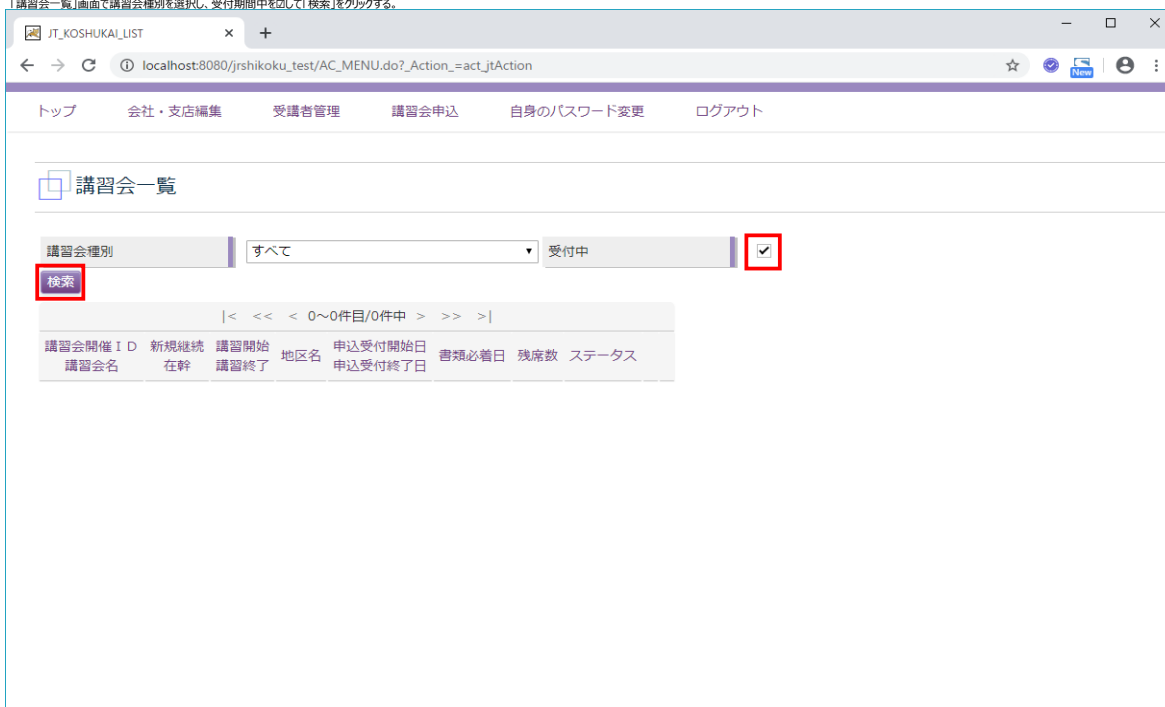 「講習会一覧」画面で講習会種別を選択し、受付期間中を☑して「検索」をクリックする。
JT_KOSHUKAI_LIST
localhost:8080/jrshikoku_test/AC_MENU.do?_Action_=act_jtAction
New
トップ 会社・支店編集 受講者管理 講習会申込 自身のパスワード変更 ログアウト
講習会一覧
講習会種別 すべて 受付中
検索
|< << < 0～0件目/0件中 > >> >|
講習会開催ＩＤ 新規継続 講習開始 地区名 申込受付開始日 書類必着日 残席数 ステータス
講習会名 在幹 講習終了 申込受付終了日